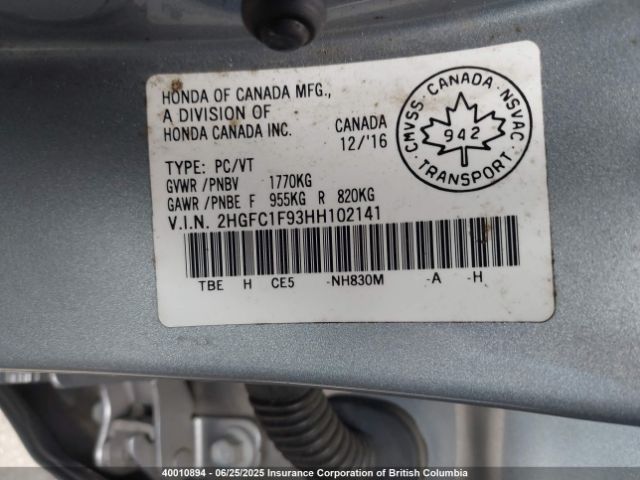 HONDA OF CANADA MFG.,
A DIVISION OF
HONDA CANADA INC.
CANADA
12/'16
CMVSS · CANADA · NSVAC
942
TRANSPORT
TYPE: PC/VT
GVWR /PNBV 1770KG
GAWR /PNBE F 955KG R 820KG
V.I.N. 2HGFC1F93HH102141
TBE H CE5 -NH830M -A -H
40010894 - 06/25/2025 Insurance Corporation of British Columbia